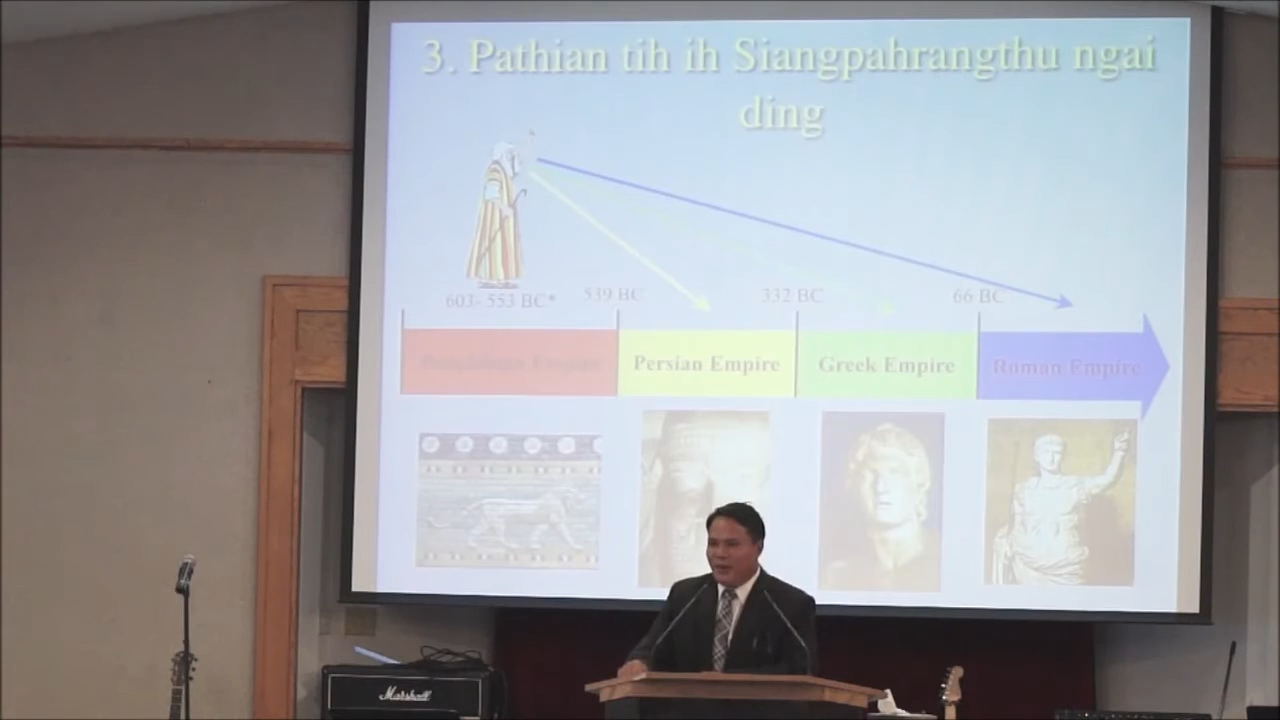 3. Pathian tih ih Siangpahrangthu ngai
ding
603- 553 BC*
539 BC
332 BC
66 BC
Empire
Persian Empire
Greek Empire
Roman Empire
Marshall